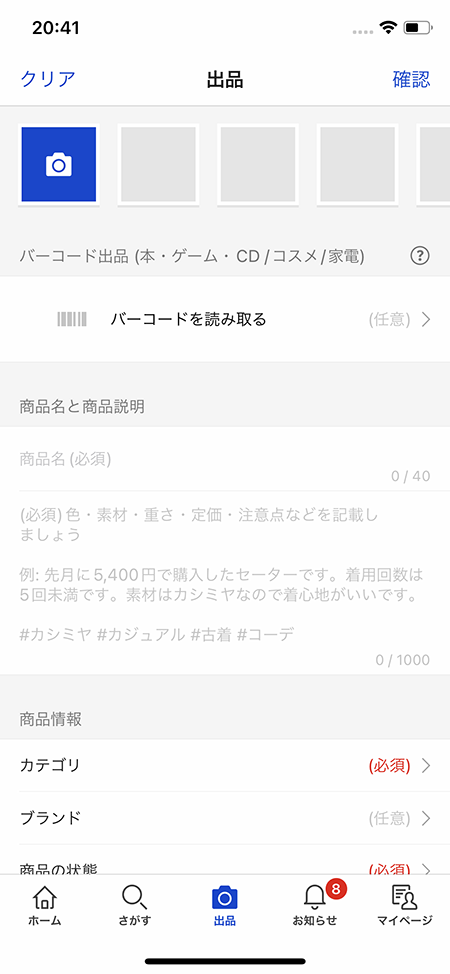 20:41
クリア 出品 確認
バーコード出品 (本・ゲーム・CD/コスメ/家電) ?
バーコードを読み取る (任意)
商品名と商品説明
商品名 (必須)
0 / 40
(必須) 色・素材・重さ・定価・注意点などを記載し
ましょう
例: 先月に5,400円で購入したセーターです。着用回数は
5回未満です。素材はカシミヤなので着心地がいいです。
#カシミヤ #カジュアル #古着 #コーデ
0 / 1000
商品情報
カテゴリ (必須)
ブランド (任意)
商品の状態 (必須)
8
ホーム さがす 出品 お知らせ マイページ